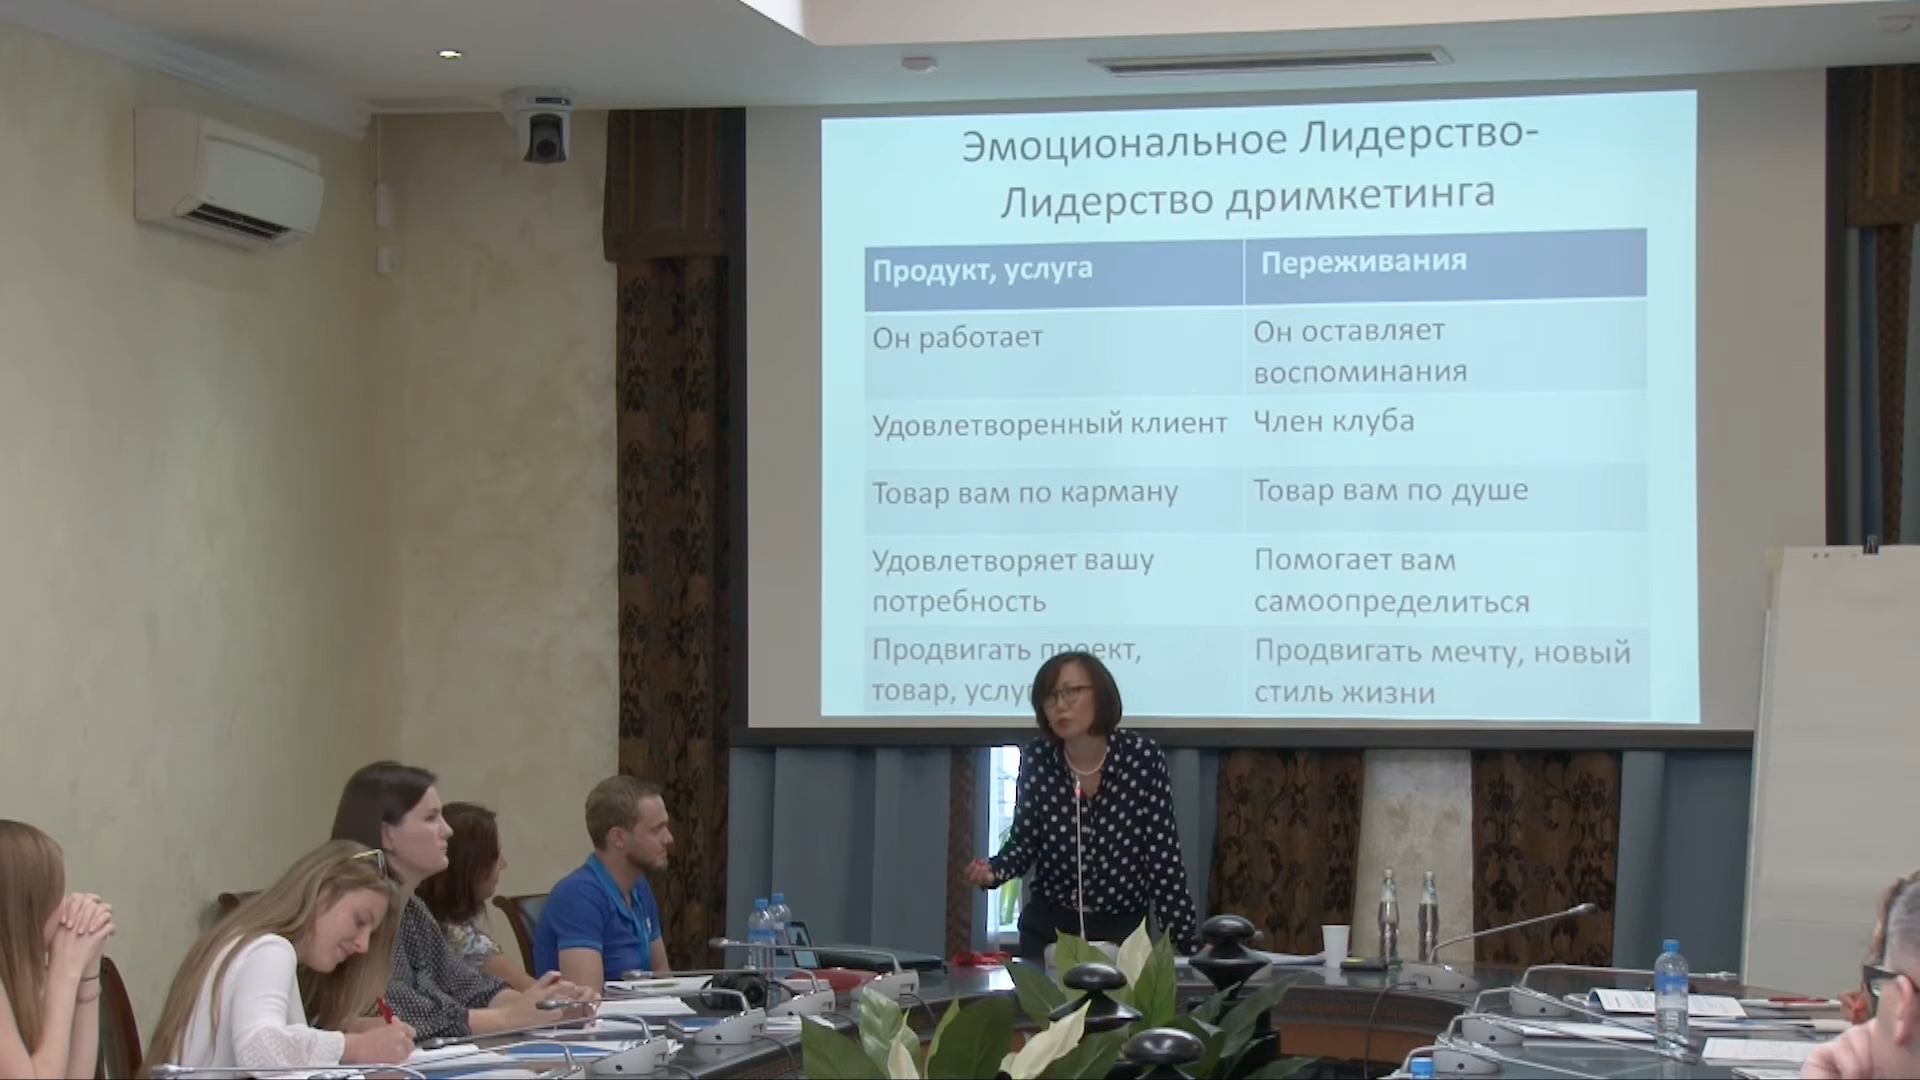 Эмоциональное Лидерство-
Лидерство дримкетинга
Продукт, услуга
Переживания
Он работает
Он оставляет
воспоминания
Удовлетворенный клиент
Член клуба
Товар вам по карману
Товар вам по душе
Удовлетворяет вашу
потребность
Помогает вам
самоопределиться
Продвигать проект,
товар,
Продвигать мечту, новый
стиль жизни